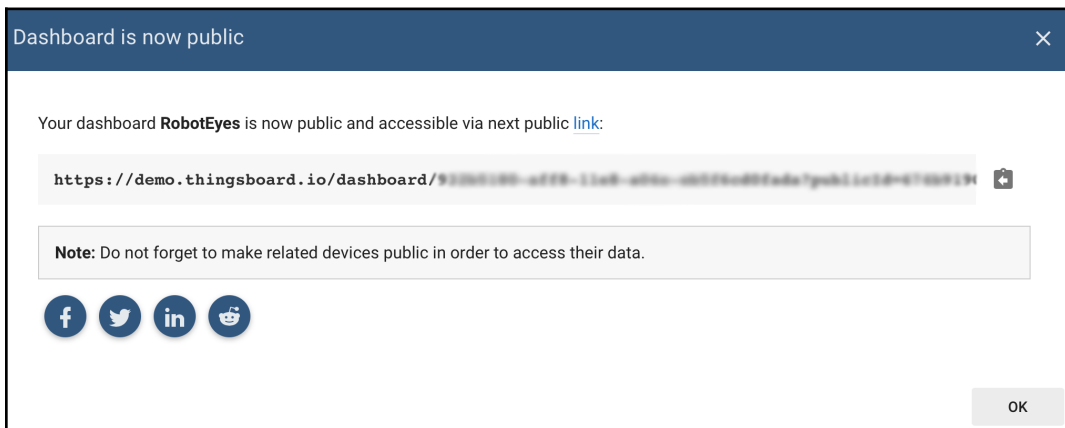 Dashboard is now public
Your dashboard RobotEyes is now public and accessible via next public link:
https://demo.thingsboard.io/dashboard/
Note: Do not forget to make related devices public in order to access their data.
OK